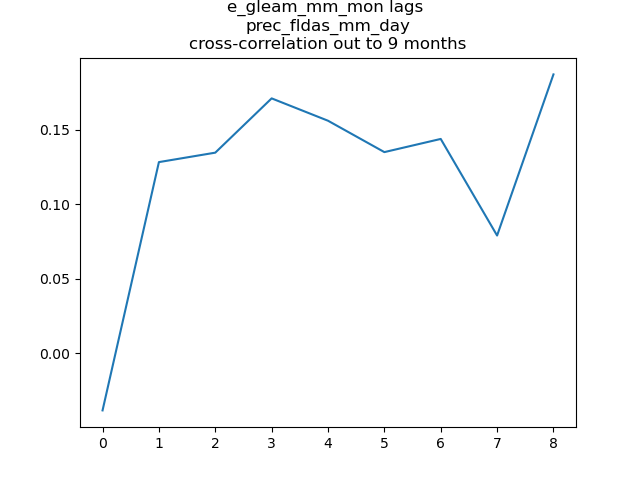 e_gleam_mm_mon lags
prec_fldas_mm_day
cross-correlation out to 9 months
0.15
0.10
0.05
0.00
0 1 2 3 4 5 6 7 8